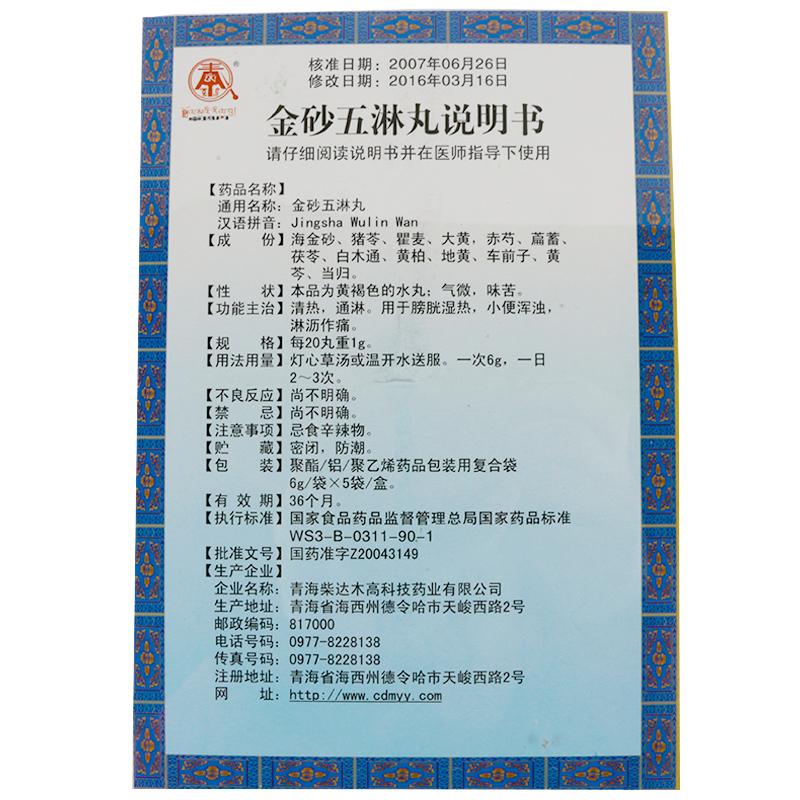 核准日期：2007年06月26日
修改日期：2016年03月16日
金砂五淋丸说明书
请仔细阅读说明书并在医师指导下使用
【药品名称】
通用名称：金砂五淋丸
汉语拼音：Jingsha Wulin Wan
【成 份】海金砂、猪苓、瞿麦、大黄，赤芍、萹蓄、
茯苓、白木通、黄柏、地黄、车前子、黄
芩、当归。
【性 状】本品为黄褐色的水丸；气微，味苦。
【功能主治】清热，通淋。用于膀胱湿热，小便浑浊，
淋沥作痛。
【规 格】每20丸重1g。
【用法用量】灯心草汤或温开水送服。一次6g，一日
2～3次。
【不良反应】尚不明确。
【禁 忌】尚不明确。
【注意事项】忌食辛辣物。
【贮 藏】密闭，防潮。
【包 装】聚酯/铝/聚乙烯药品包装用复合袋
6g/袋×5袋/盒。
【有 效 期】36个月。
【执行标准】国家食品药品监督管理总局国家药品标准
WS3-B-0311-90-1
【批准文号】国药准字Z20043149
【生产企业】
企业名称：青海柴达木高科技药业有限公司
生产地址：青海省海西州德令哈市天峻西路2号
邮政编码：817000
电话号码：0977-8228138
传真号码：0977-8228138
注册地址：青海省海西州德令哈市天峻西路2号
网 址：http://www.cdmyy.com